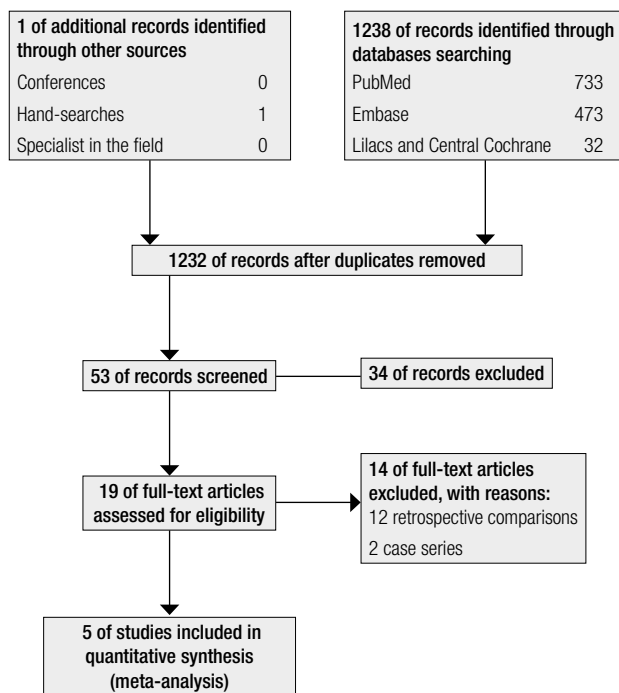 1 of additional records identified
through other sources
Conferences 0
Hand-searches 1
Specialist in the field 0
1238 of records identified through
databases searching
PubMed 733
Embase 473
Lilacs and Central Cochrane 32
1232 of records after duplicates removed
53 of records screened
34 of records excluded
19 of full-text articles
assessed for eligibility
14 of full-text articles
excluded, with reasons:
12 retrospective comparisons
2 case series
5 of studies included in
quantitative synthesis
(meta-analysis)